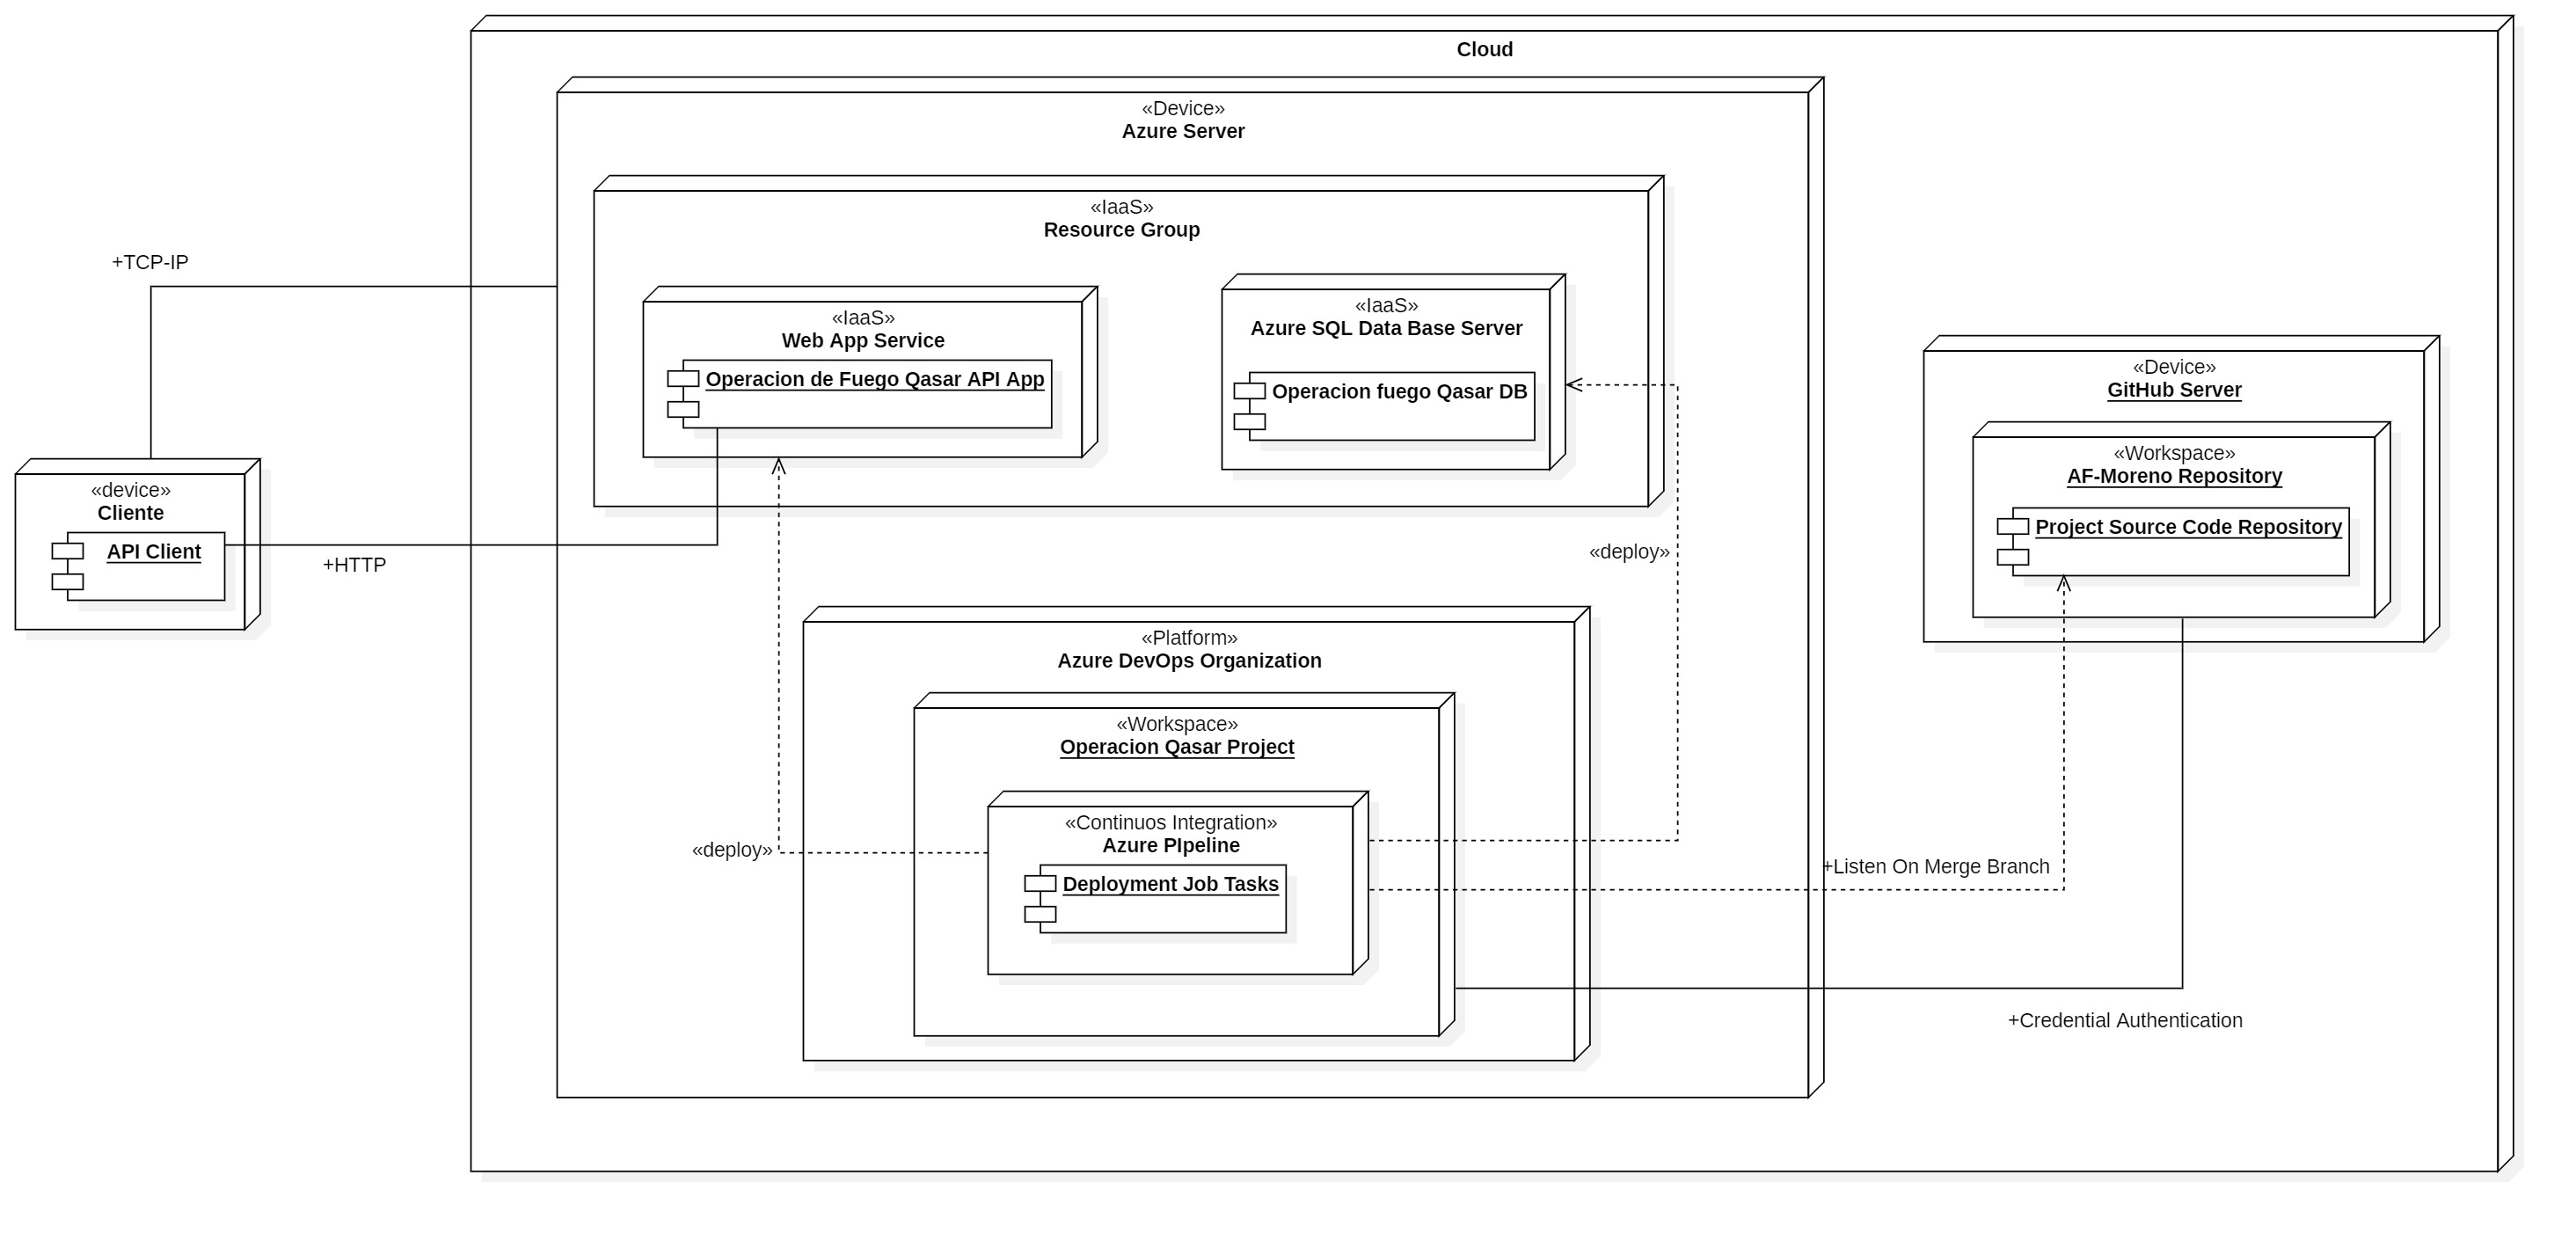 Cloud
«Device»
Azure Server
«IaaS»
Resource Group
+TCP-IP
«IaaS»
Web App Service
Operacion de Fuego Qasar API App
«IaaS»
Azure SQL Data Base Server
Operacion fuego Qasar DB
«Device»
GitHub Server
«Workspace»
AF-Moreno Repository
Project Source Code Repository
«device»
Cliente
API Client
+HTTP
«deploy»
«Platform»
Azure DevOps Organization
«Workspace»
Operacion Qasar Project
«Continuos Integration»
Azure PIpeline
Deployment Job Tasks
«deploy»
+Listen On Merge Branch
+Credential Authentication